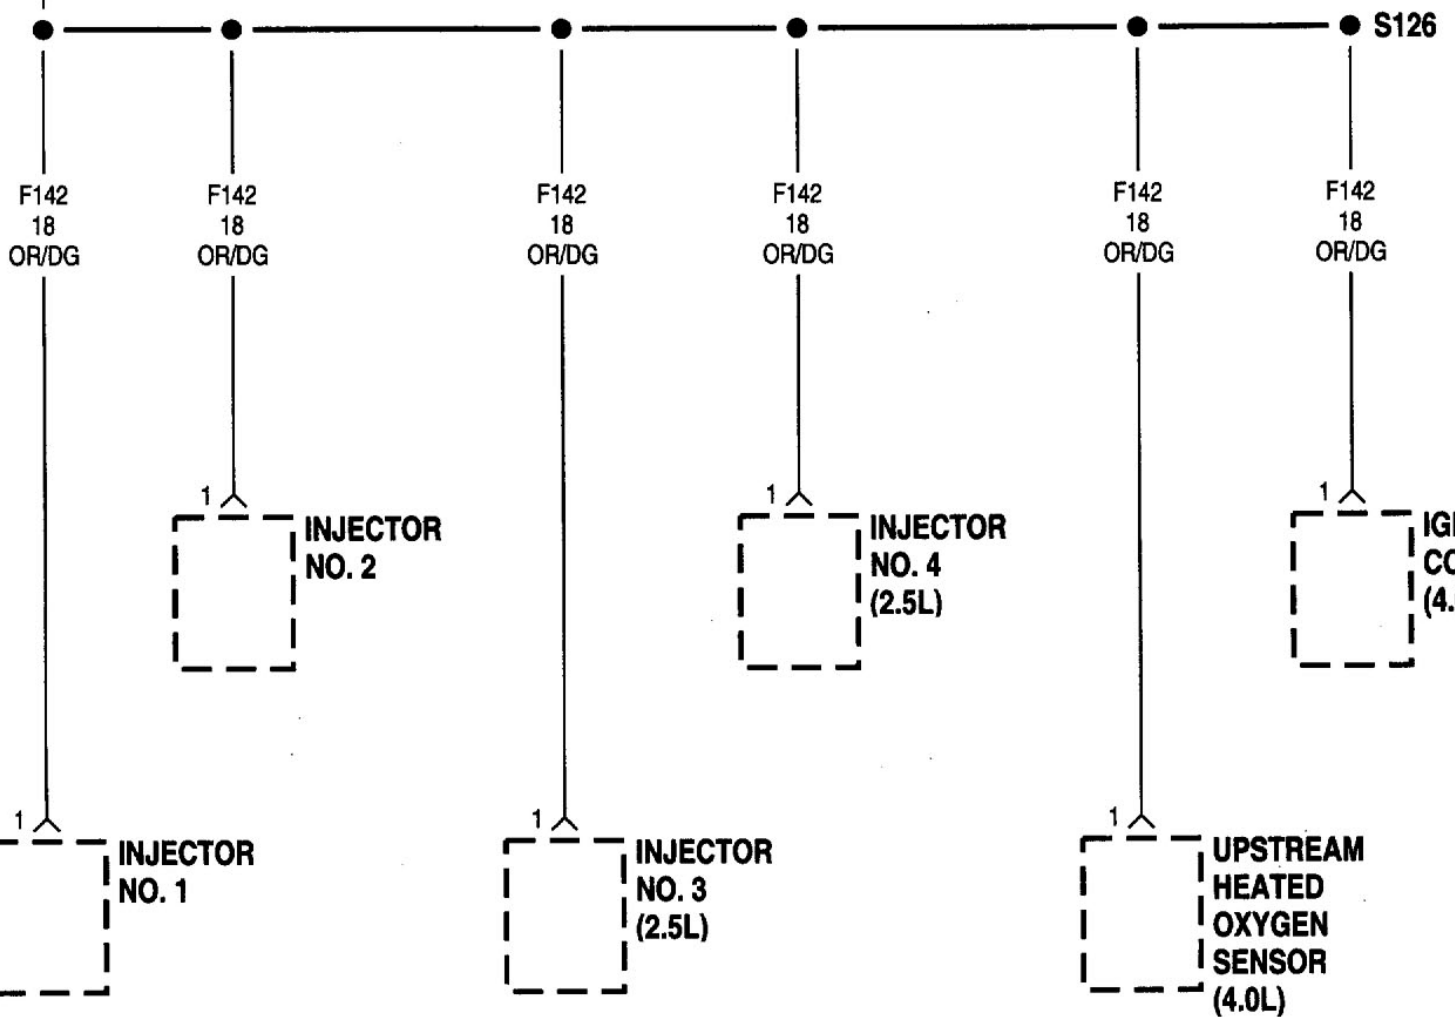 S126
F142
18
OR/DG
F142
18
OR/DG
F142
18
OR/DG
F142
18
OR/DG
F142
18
OR/DG
F142
18
OR/DG
1
INJECTOR
NO. 2
1
INJECTOR
NO. 4
(2.5L)
1
1
INJECTOR
NO. 1
1
INJECTOR
NO. 3
(2.5L)
1
UPSTREAM
HEATED
OXYGEN
SENSOR
(4.0L)